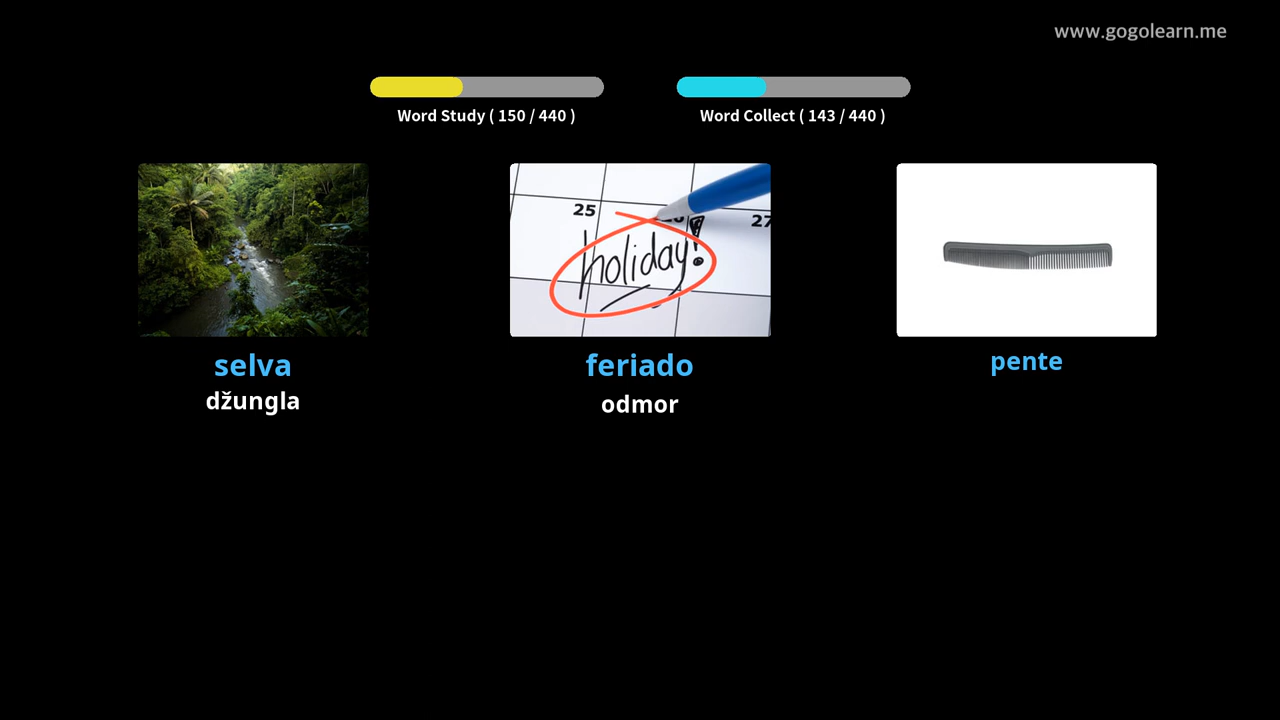 www.gogolearn.me
Word Study ( 150 / 440 )
Word Collect ( 143 / 440 )
25
27
holiday!
selva
feriado
pente
džungla
odmor